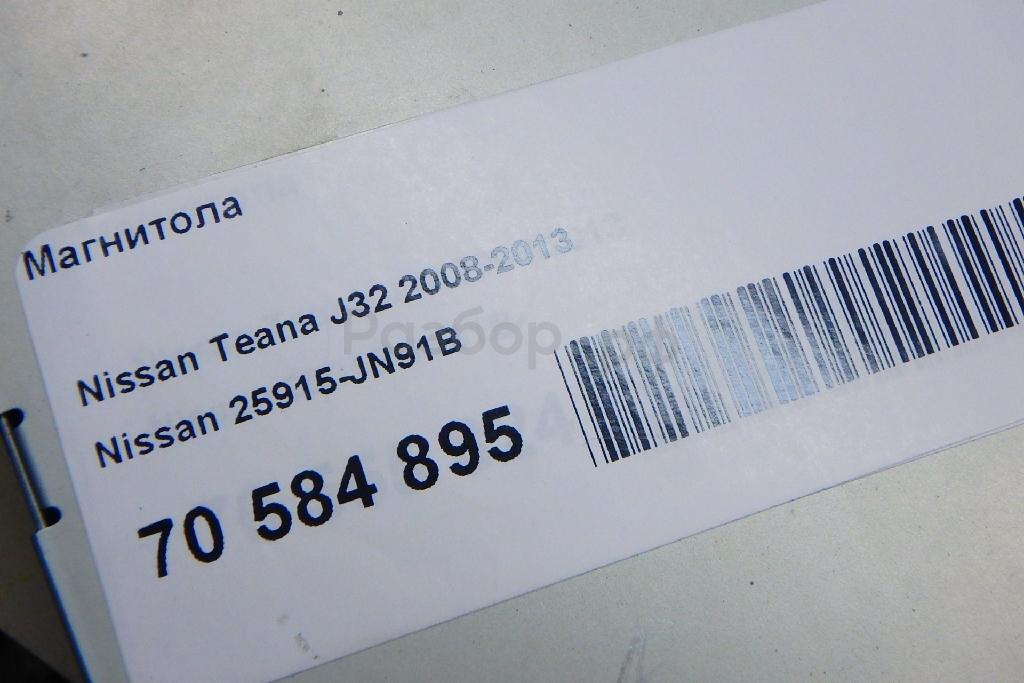 Магнитола
Nissan Teana J32 2008-2013
Nissan 25915-JN91B
70 584 895